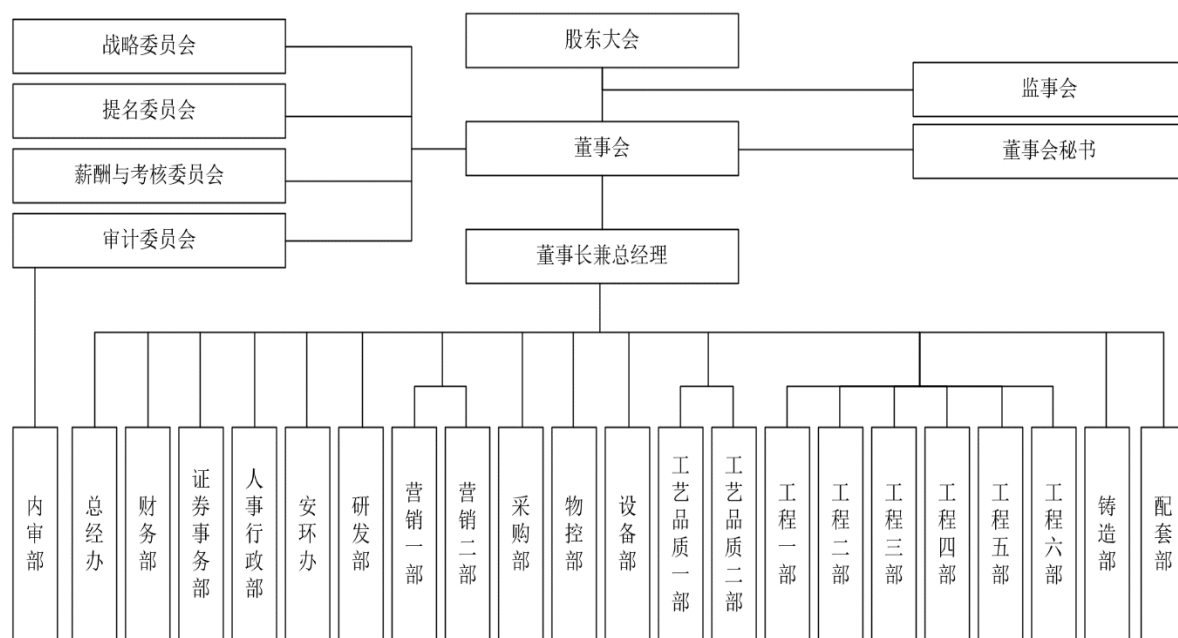 战略委员会
提名委员会
薪酬与考核委员会
审计委员会
股东大会
监事会
董事会
董事会秘书
董事长兼总经理
内审部
总经办
财务部
证券事务部
人事行政部
安环办
研发部
营销一部
营销二部
采购部
物控部
设备部
工艺品质一部
工艺品质二部
工程一部
工程二部
工程三部
工程四部
工程五部
工程六部
铸造部
配套部